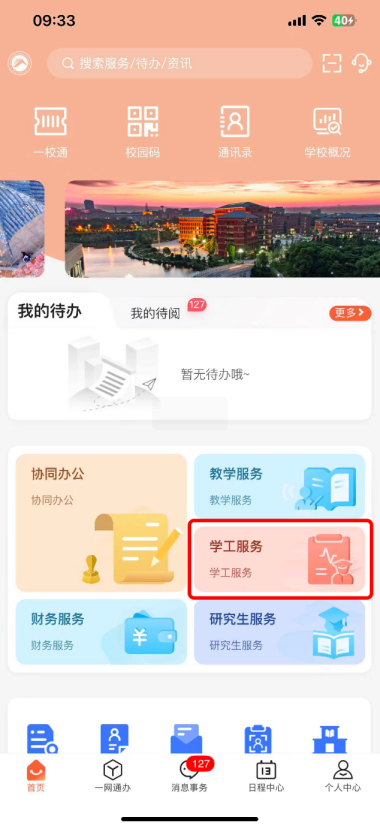 09:33
40
搜索服务/待办/资讯
一校通
校园码
通讯录
学校概况
我的待办
我的待阅
127
更多
暂无待办哦~
协同办公
协同办公
教学服务
教学服务
学工服务
学工服务
财务服务
财务服务
¥
研究生服务
研究生服务
127
13
首页
一网通办
消息事务
日程中心
个人中心